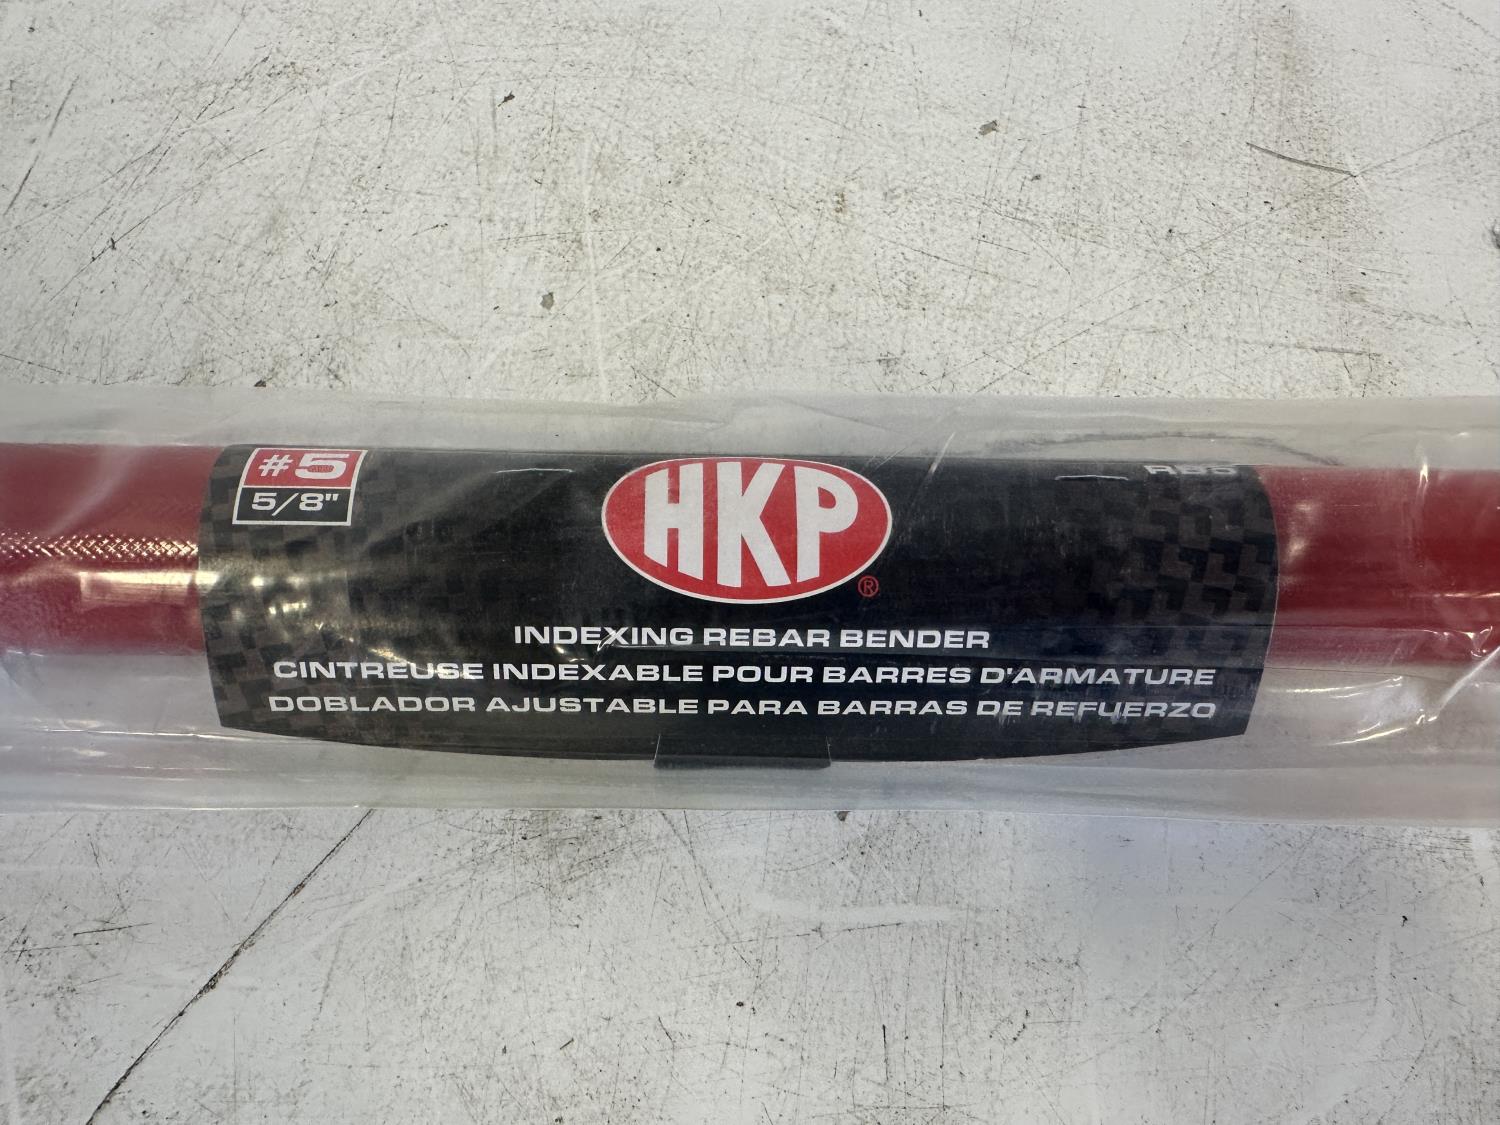 #5
5/8"
HKP
®
INDEXING REBAR BENDER
CINTREUSE INDEXABLE POUR BARRES D'ARMATURE
DOBLADOR AJUSTABLE PARA BARRAS DE REFUERZO